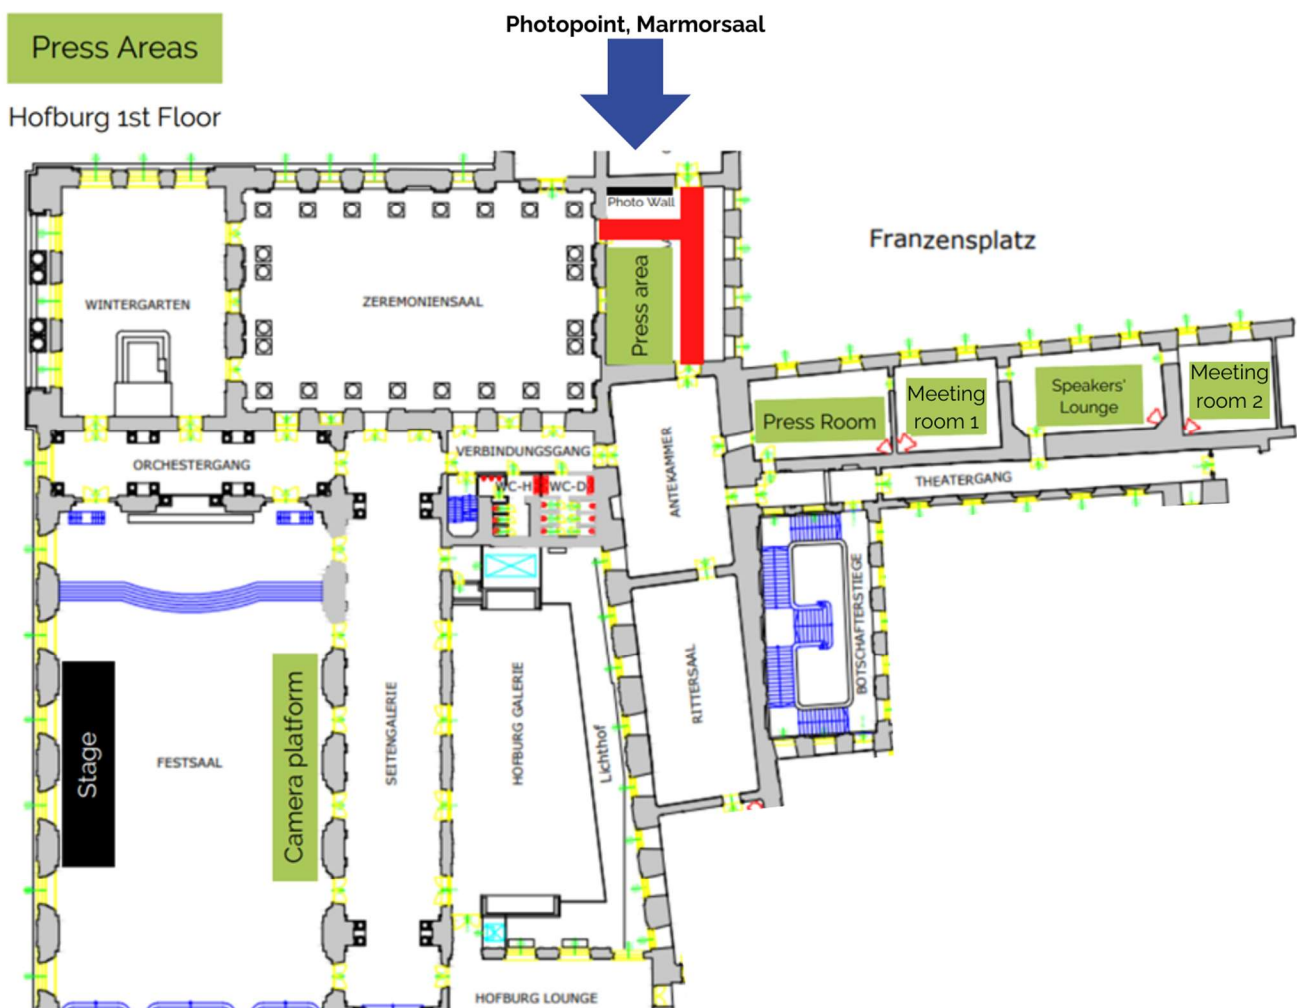 Photopoint, Marmorsaal
Press Areas
Hofburg 1st Floor
Photo Wall
Franzensplatz
Press area
WINTERGARTEN
ZEREMONIENSAAL
Meeting
room 1
Speakers'
Lounge
Meeting
room 2
Press Room
VERBINDUNGSGANG
ORCHESTERGANG
WC-H
WC-D
ANTEKAMMER
THEATERGANG
BOTSCHAFTERSTIEGE
Stage
FESTSAAL
Camera platform
SEITENGALERIE
HOFBURG GALERIE
Lichthof
RITTERSAAL
HOFBURG LOUNGE